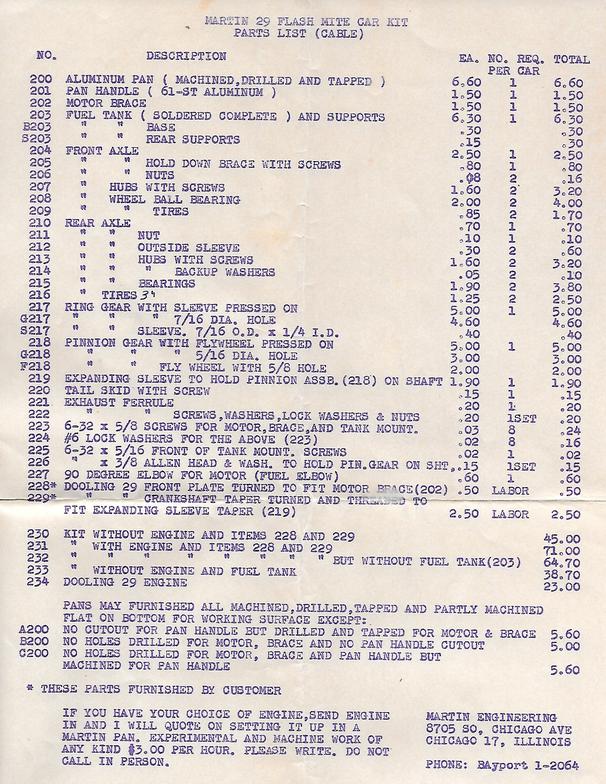 MARTIN 29 FLASH MITE CAR KIT
PARTS LIST (CABLE)
NO. DESCRIPTION EA. NO. REQ. TOTAL
PER CAR
200 ALUMINUM PAN ( MACHINED,DRILLED AND TAPPED ) 6.60 1 6.60
201 PAN HANDLE ( 61-ST ALUMINUM ) 1.50 1 1.50
202 MOTOR BRACE 1.50 1 1.50
203 FUEL TANK ( SOLDERED COMPLETE ) AND SUPPORTS 6.30 1 6.30
B203 " " BASE .30 .30
S203 " " REAR SUPPORTS .15 .30
204 FRONT AXLE 2.50 1 2.50
205 " " HOLD DOWN BRACE WITH SCREWS .80 1 .80
206 " " NUTS .08 2 .16
207 " HUBS WITH SCREWS 1.60 2 3.20
208 " WHEEL BALL BEARING 2.00 2 4.00
209 " " TIRES .85 2 1.70
210 REAR AXLE .70 1 .70
211 " " NUT .10 1 .10
212 " " OUTSIDE SLEEVE .30 2 .60
213 " " HUBS WITH SCREWS 1.60 2 3.20
214 " " " BACKUP WASHERS .05 2 .10
215 " " BEARINGS 1.90 2 3.80
216 " TIRES 3" 1.25 2 2.50
217 RING GEAR WITH SLEEVE PRESSED ON 5.00 1 5.00
G217 " " 7/16 DIA. HOLE 4.60 4.60
S217 " " SLEEVE. 7/16 O.D. x 1/4 I.D. .40 .40
218 PINNION GEAR WITH FLYWHEEL PRESSED ON 5.00 1 5.00
G218 " " 5/16 DIA. HOLE 3.00 3.00
F218 " " FLY WHEEL WITH 5/8 HOLE 2.00 2.00
219 EXPANDING SLEEVE TO HOLD PINNION ASSB.(218) ON SHAFT 1.90 1 1.90
220 TAIL SKID WITH SCREW .15 1 .15
221 EXHAUST FERRULE .20 1 .20
222 " " SCREWS,WASHERS,LOCK WASHERS & NUTS .20 1SET .20
223 6-32 x 5/8 SCREWS FOR MOTOR,BRACE,AND TANK MOUNT. .03 8 .24
224 #6 LOCK WASHERS FOR THE ABOVE (223) .02 8 .16
225 6-32 x 5/16 FRONT OF TANK MOUNT. SCREWS .02 1 .02
226 " x 3/8 ALLEN HEAD & WASH. TO HOLD PIN.GEAR ON SHT. .15 1SET .15
227 90 DEGREE ELBOW FOR MOTOR (FUEL ELBOW) .60 1 .60
228* DOOLING 29 FRONT PLATE TURNED TO FIT MOTOR BRACE(202) .50 LABOR .50
229* " " CRANKSHAFT TAPER TURNED AND THREADED TO
FIT EXPANDING SLEEVE TAPER (219) 2.50 LABOR 2.50
230 KIT WITHOUT ENGINE AND ITEMS 228 AND 229 45.00
231 " WITH ENGINE AND ITEMS 228 AND 229 71.00
232 " " " " " " " BUT WITHOUT FUEL TANK(203) 64.70
233 " WITHOUT ENGINE AND FUEL TANK 38.70
234 DOOLING 29 ENGINE 23.00
PANS MAY FURNISHED ALL MACHINED,DRILLED,TAPPED AND PARTLY MACHINED
FLAT ON BOTTOM FOR WORKING SURFACE EXCEPT:
A200 NO CUTOUT FOR PAN HANDLE BUT DRILLED AND TAPPED FOR MOTOR & BRACE 5.60
B200 NO HOLES DRILLED FOR MOTOR, BRACE AND NO PAN HANDLE CUTOUT 5.00
C200 NO HOLES DRILLED FOR MOTOR, BRACE AND PAN HANDLE BUT
MACHINED FOR PAN HANDLE 5.60
* THESE PARTS FURNISHED BY CUSTOMER
IF YOU HAVE YOUR CHOICE OF ENGINE,SEND ENGINE
IN AND I WILL QUOTE ON SETTING IT UP IN A
MARTIN PAN. EXPERIMENTAL AND MACHINE WORK OF
ANY KIND $3.00 PER HOUR. PLEASE WRITE. DO NOT
CALL IN PERSON.
MARTIN ENGINEERING
8705 SO, CHICAGO AVE
CHICAGO 17, ILLINOIS
PHONE: BAyport 1-2064